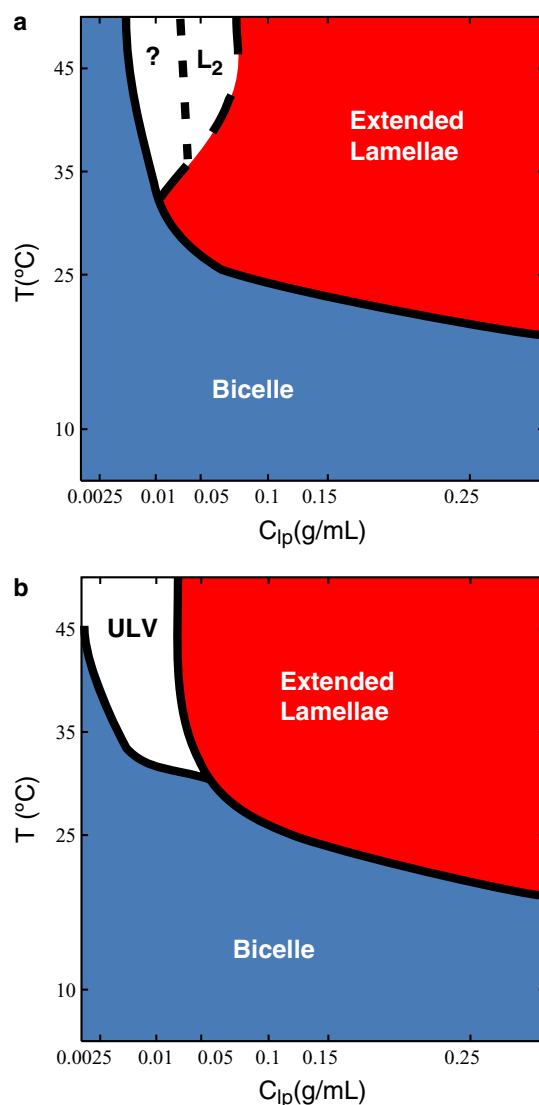 a
?
L2
45
Extended
Lamellae
35
T(ºC)
25
Bicelle
10
0.0025 0.01 0.05 0.1 0.15 0.25
Clp(g/mL)
b
ULV
45
Extended
Lamellae
35
T (ºC)
25
Bicelle
10
0.0025 0.01 0.05 0.1 0.15 0.25
Clp(g/mL)